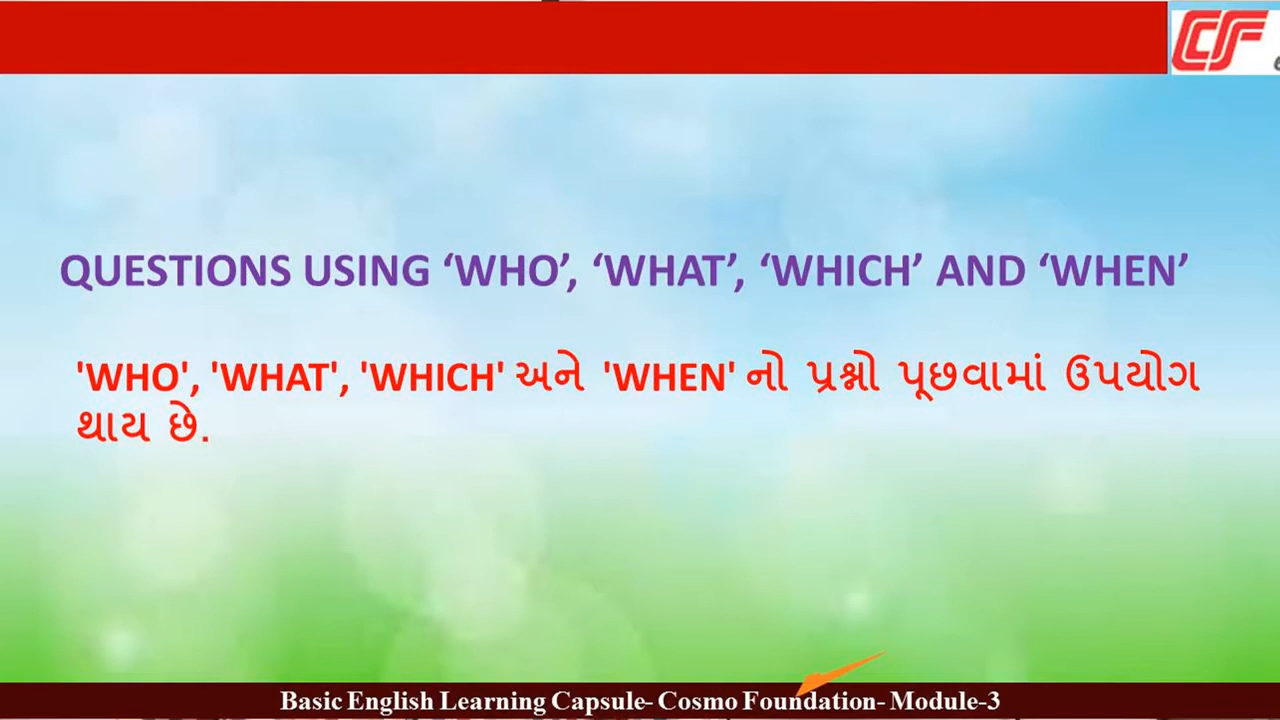 CF
QUESTIONS USING ‘WHO’, ‘WHAT’, ‘WHICH’ AND ‘WHEN’
'WHO', 'WHAT', 'WHICH' અને 'WHEN' નો પ્રશ્નો પૂછવામાં ઉપયોગ
થાય છે.
Basic English Learning Capsule- Cosmo Foundation- Module-3